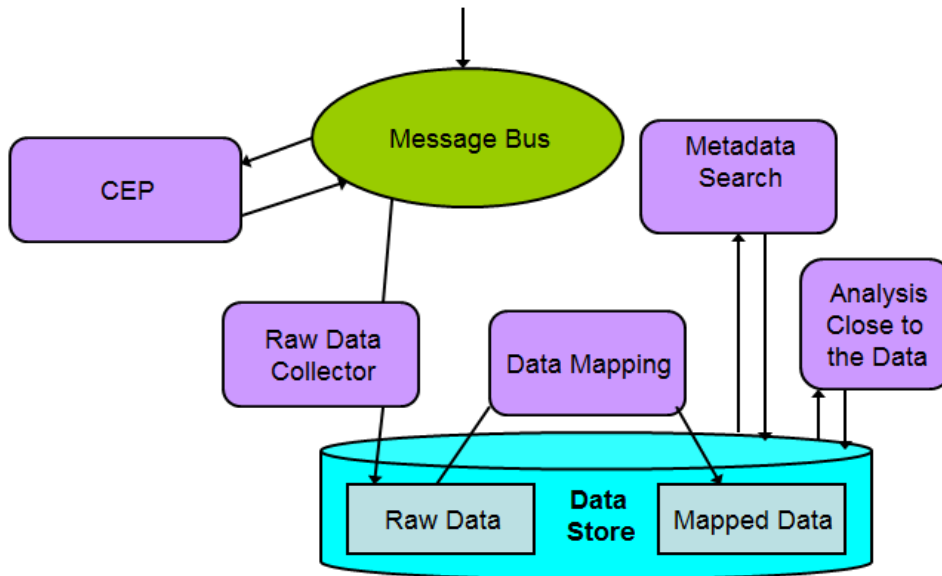 Message Bus
CEP
Metadata
Search
Analysis
Close to
the Data
Raw Data
Collector
Data Mapping
Raw Data
Data
Store
Mapped Data